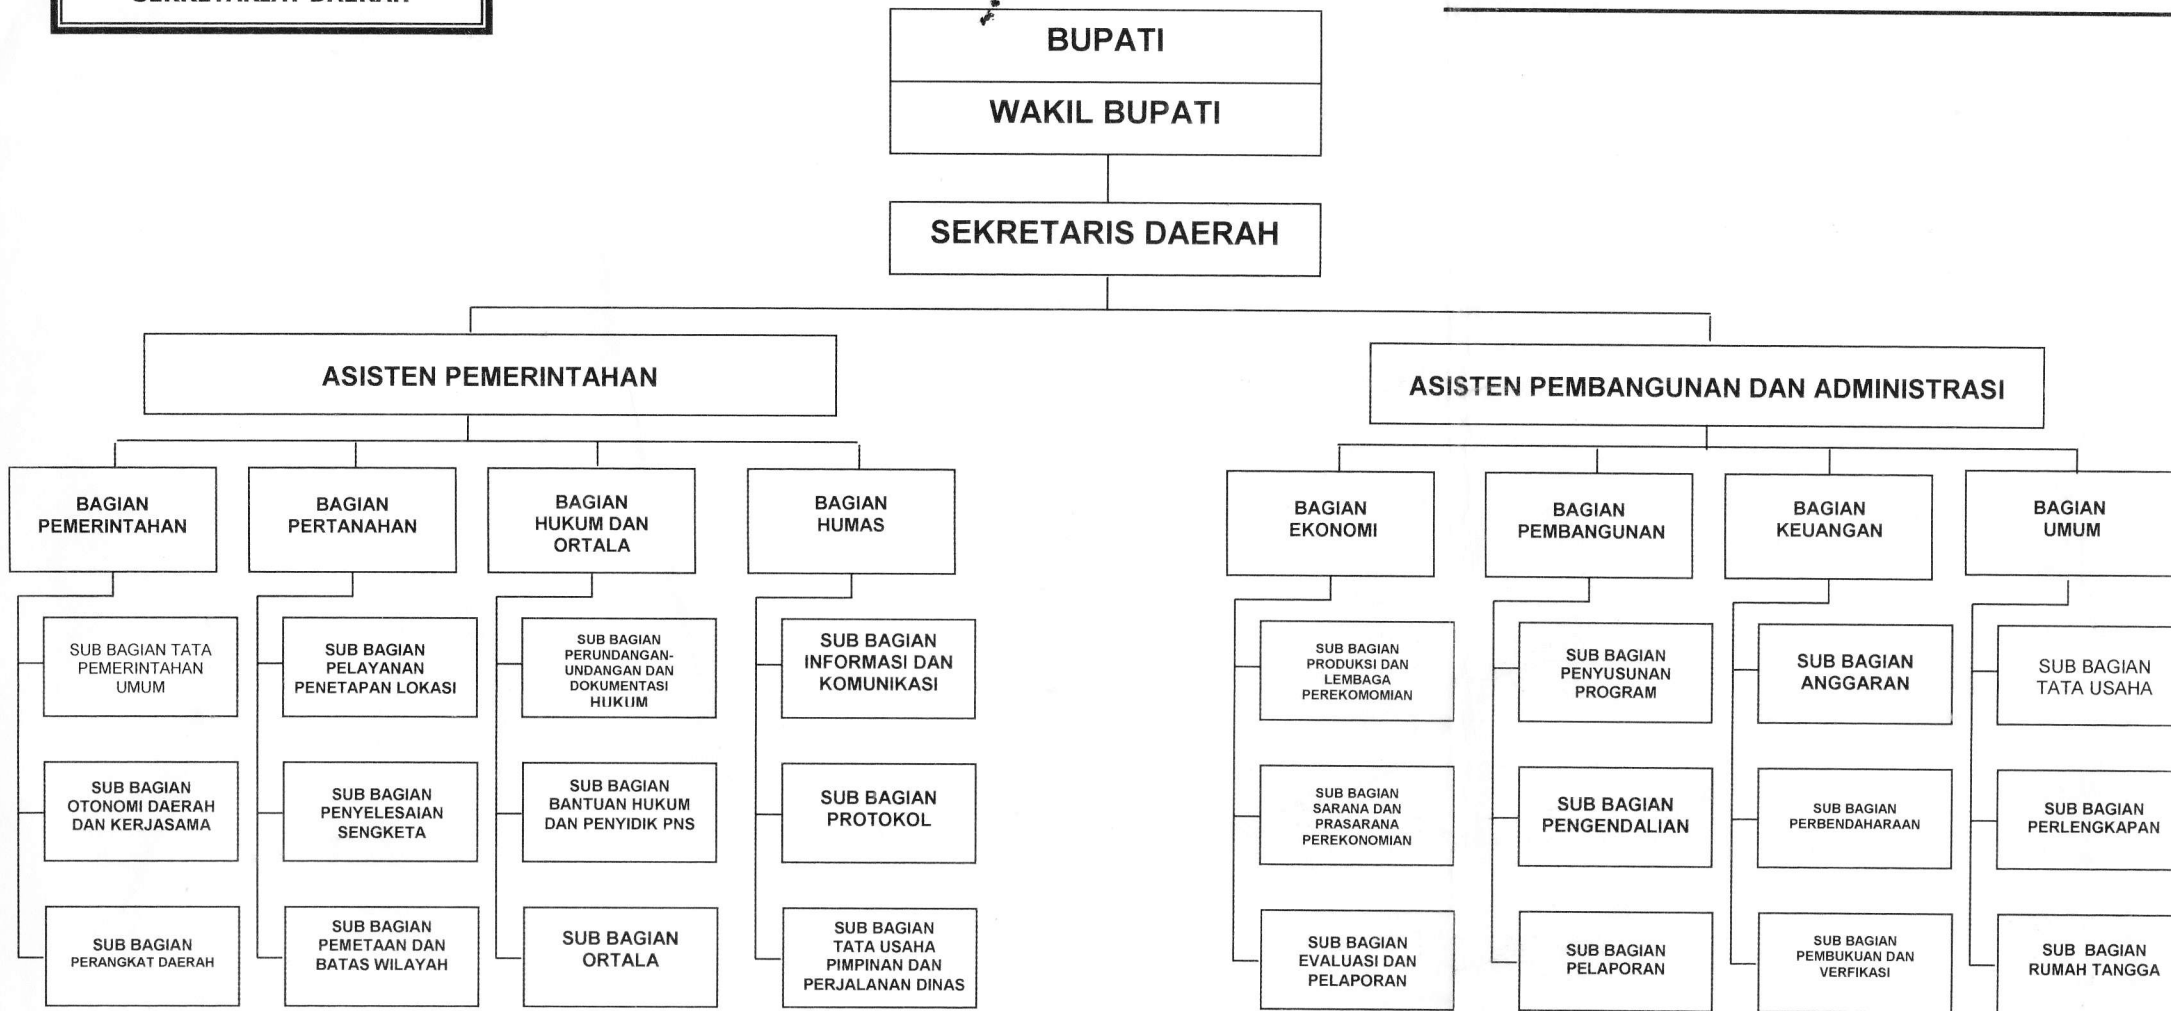 SEKRETARIAT DAERAH
BUPATI
WAKIL BUPATI
SEKRETARIS DAERAH
ASISTEN PEMERINTAHAN
ASISTEN PEMBANGUNAN DAN ADMINISTRASI
BAGIAN
PEMERINTAHAN
BAGIAN
PERTANAHAN
BAGIAN
HUKUM DAN
ORTALA
BAGIAN
HUMAS
BAGIAN
EKONOMI
BAGIAN
PEMBANGUNAN
BAGIAN
KEUANGAN
BAGIAN
UMUM
SUB BAGIAN TATA
PEMERINTAHAN
UMUM
SUB BAGIAN
PELAYANAN
PENETAPAN LOKASI
SUB BAGIAN
PERUNDANGAN-
UNDANGAN DAN
DOKUMENTASI
HUKUM
SUB BAGIAN
INFORMASI DAN
KOMUNIKASI
SUB BAGIAN
PRODUKSI DAN
LEMBAGA
PEREKOMOMIAN
SUB BAGIAN
PENYUSUNAN
PROGRAM
SUB BAGIAN
ANGGARAN
SUB BAGIAN
TATA USAHA
SUB BAGIAN
OTONOMI DAERAH
DAN KERJASAMA
SUB BAGIAN
PENYELESAIAN
SENGKETA
SUB BAGIAN
BANTUAN HUKUM
DAN PENYIDIK PNS
SUB BAGIAN
PROTOKOL
SUB BAGIAN
SARANA DAN
PRASARANA
PEREKONOMIAN
SUB BAGIAN
PENGENDALIAN
SUB BAGIAN
PERBENDAHARAAN
SUB BAGIAN
PERLENGKAPAN
SUB BAGIAN
PERANGKAT DAERAH
SUB BAGIAN
PEMETAAN DAN
BATAS WILAYAH
SUB BAGIAN
ORTALA
SUB BAGIAN
TATA USAHA
PIMPINAN DAN
PERJALANAN DINAS
SUB BAGIAN
EVALUASI DAN
PELAPORAN
SUB BAGIAN
PELAPORAN
SUB BAGIAN
PEMBUKUAN DAN
VERFIKASI
SUB BAGIAN
RUMAH TANGGA